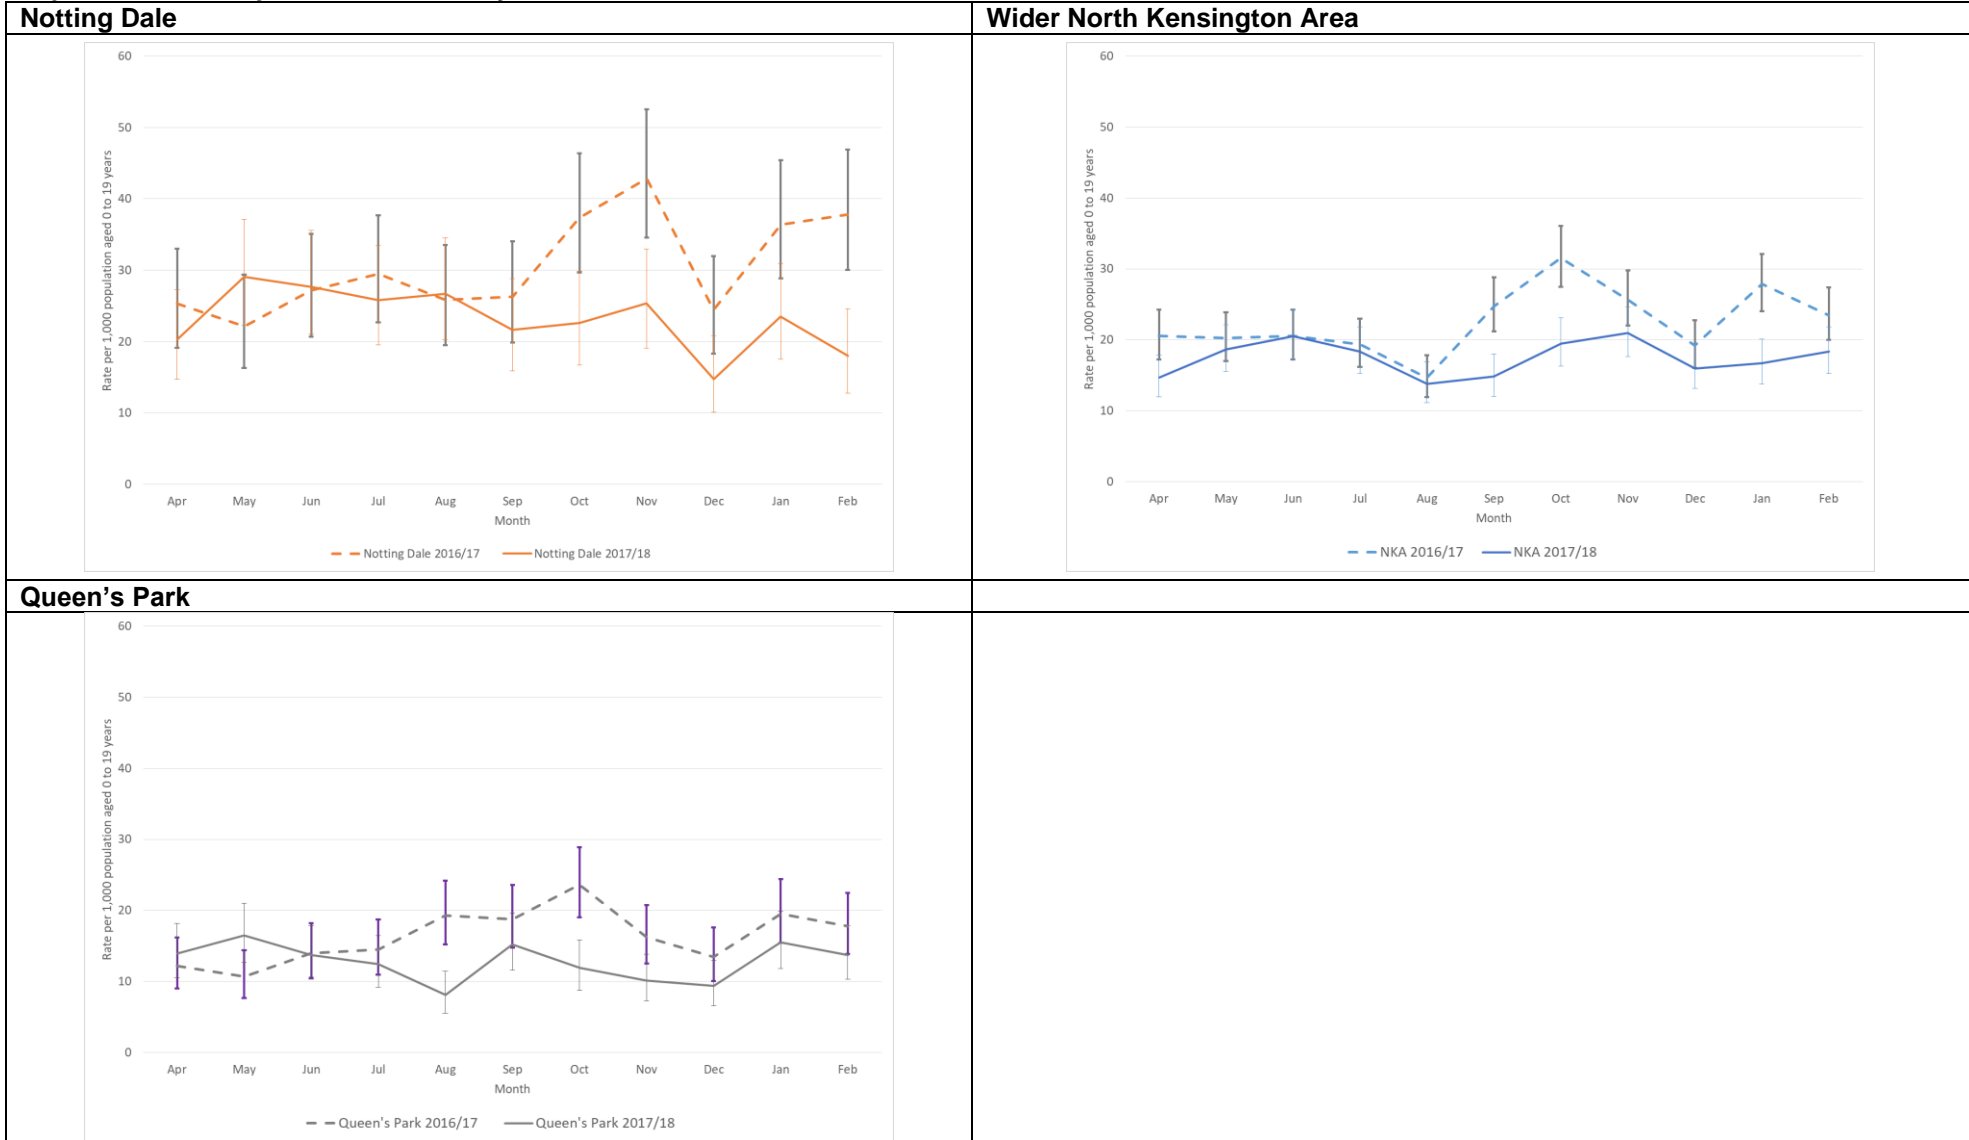 Notting Dale
Wider North Kensington Area
60
50
40
30
20
10
0
Rate per 1,000 population aged 0 to 19 years
Apr May Jun Jul Aug Sep Oct Nov Dec Jan Feb
Month
Notting Dale 2016/17 Notting Dale 2017/18
60
50
40
30
20
10
0
Rate per 1,000 population aged 0 to 19 years
Apr May Jun Jul Aug Sep Oct Nov Dec Jan Feb
Month
NKA 2016/17 NKA 2017/18
Queen’s Park
60
50
40
30
20
10
0
Rate per 1,000 population aged 0 to 19 years
Apr May Jun Jul Aug Sep Oct Nov Dec Jan Feb
Month
Queen's Park 2016/17 Queen's Park 2017/18